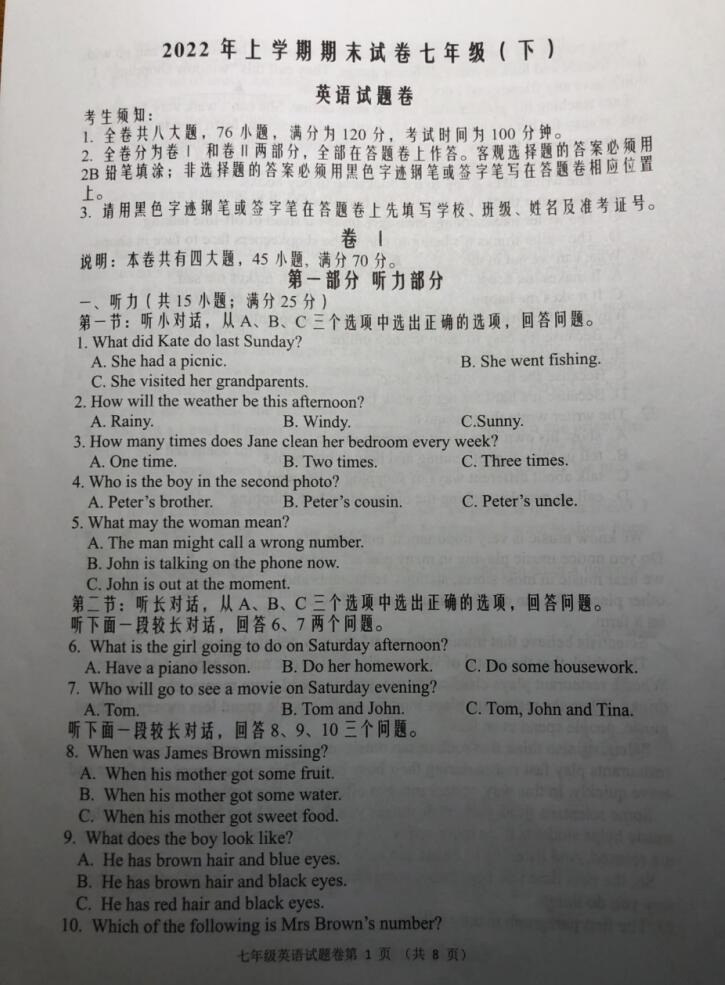 2022年上学期期末试卷七年级（下）
英语试题卷
考生须知：
1. 全卷共八大题，76小题，满分为120分，考试时间为100分钟。
2. 全卷分为卷Ⅰ和卷Ⅱ两部分，全部在答题卷上作答。客观选择题的答案必须用
2B铅笔填涂；非选择题的答案必须用黑色字迹钢笔或签字笔写在答题卷相应位置
上。
3. 请用黑色字迹钢笔或签字笔在答题卷上先填写学校、班级、姓名及准考证号。
卷 Ⅰ
说明：本卷共有四大题，45小题，满分70分。
第一部分 听力部分
一、听力（共15小题；满分25分）
第一节：听小对话，从A、B、C三个选项中选出正确的选项，回答问题。
1. What did Kate do last Sunday?
A. She had a picnic. B. She went fishing.
C. She visited her grandparents.
2. How will the weather be this afternoon?
A. Rainy. B. Windy. C.Sunny.
3. How many times does Jane clean her bedroom every week?
A. One time. B. Two times. C. Three times.
4. Who is the boy in the second photo?
A. Peter's brother. B. Peter's cousin. C. Peter's uncle.
5. What may the woman mean?
A. The man might call a wrong number.
B. John is talking on the phone now.
C. John is out at the moment.
第二节：听长对话，从A、B、C三个选项中选出正确的选项，回答问题。
听下面一段较长对话，回答6、7两个问题。
6. What is the girl going to do on Saturday afternoon?
A. Have a piano lesson. B. Do her homework. C. Do some housework.
7. Who will go to see a movie on Saturday evening?
A. Tom. B. Tom and John. C. Tom, John and Tina.
听下面一段较长对话，回答8、9、10三个问题。
8. When was James Brown missing?
A. When his mother got some fruit.
B. When his mother got some water.
C. When his mother got sweet food.
9. What does the boy look like?
A. He has brown hair and blue eyes.
B. He has brown hair and black eyes.
C. He has red hair and black eyes.
10. Which of the following is Mrs Brown's number?
七年级英语试题卷第 1 页 （共 8 页）